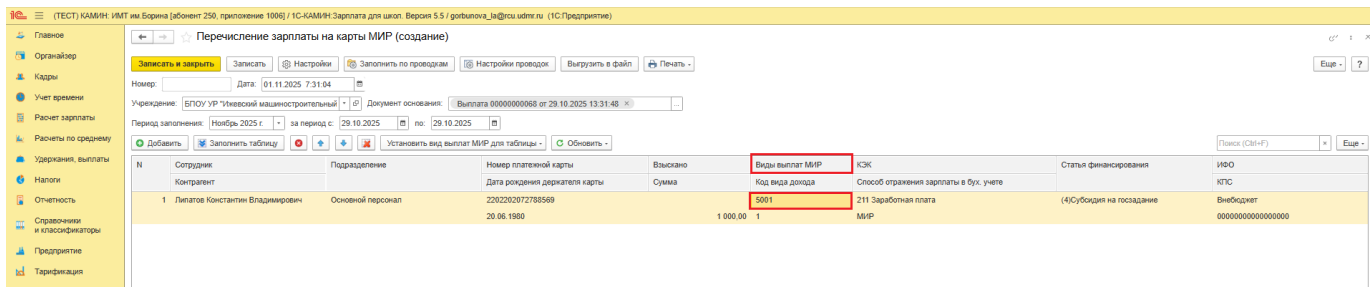 (ТЕСТ) КАМИН: ИМТ им.Борина [абонент 250, приложение 1006] / 1С-КАМИН:Зарплата для школ. Версия 5.5 / gorbunova_la@rcu.udmr.ru (1С:Предприятие)
Главное
Органайзер
Кадры
Учет времени
Расчет зарплаты
Расчеты по среднему
Удержания, выплаты
Налоги
Отчетность
Справочники
и классификаторы
Предприятие
Тарификация
Перечисление зарплаты на карты МИР (создание)
Записать и закрыть Записать Настройки Заполнить по проводкам Настройки проводок Выгрузить в файл Печать Еще ?
Номер: Дата: 01.11.2025 7:31:04
Учреждение: БПОУ УР "Ижевский машиностроительный Документ основания: Выплата 00000000068 от 29.10.2025 13:31:48 × ...
Период заполнения: Ноябрь 2025 г. за период с: 29.10.2025 по: 29.10.2025
Добавить Заполнить таблицу Установить вид выплат МИР для таблицы Обновить Поиск (Ctrl+F) × Еще
N Сотрудник Подразделение Номер платежной карты Взыскано Виды выплат МИР КЭК Статья финансирования ИФО
Контрагент Дата рождения держателя карты Сумма Код вида дохода Способ отражения зарплаты в бух. учете КПС
1 Липатов Константин Владимирович Основной персонал 2202202072788569 5001 211 Заработная плата (4)Субсидия на госзадание Внебюджет
20.06.1980 1 000,00 1 МИР 00000000000000000